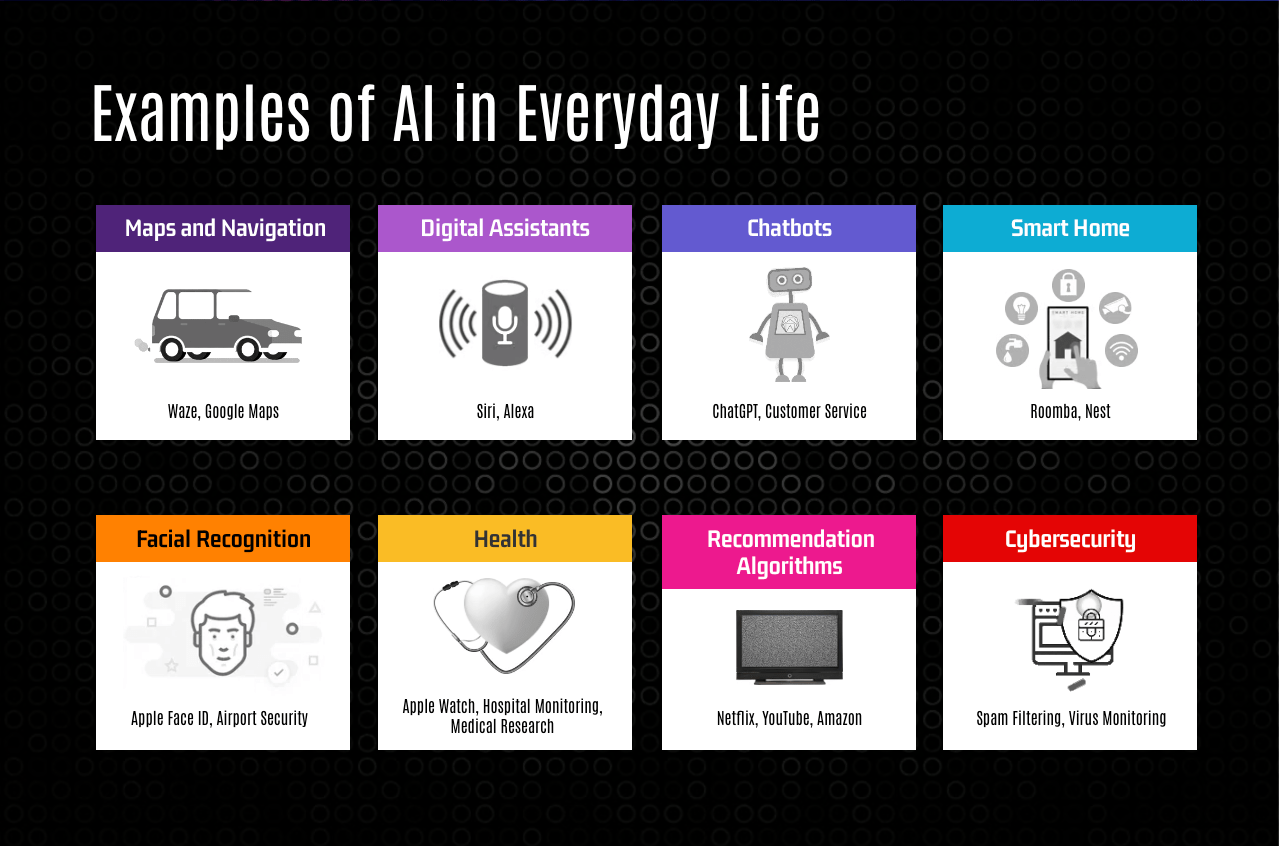 Examples of AI in Everyday Life
Maps and Navigation
Waze, Google Maps
Digital Assistants
Siri, Alexa
Chatbots
ChatGPT, Customer Service
Smart Home
SMART HOME
Roomba, Nest
Facial Recognition
Apple Face ID, Airport Security
Health
Apple Watch, Hospital Monitoring,
Medical Research
Recommendation
Algorithms
Netflix, YouTube, Amazon
Cybersecurity
Spam Filtering, Virus Monitoring